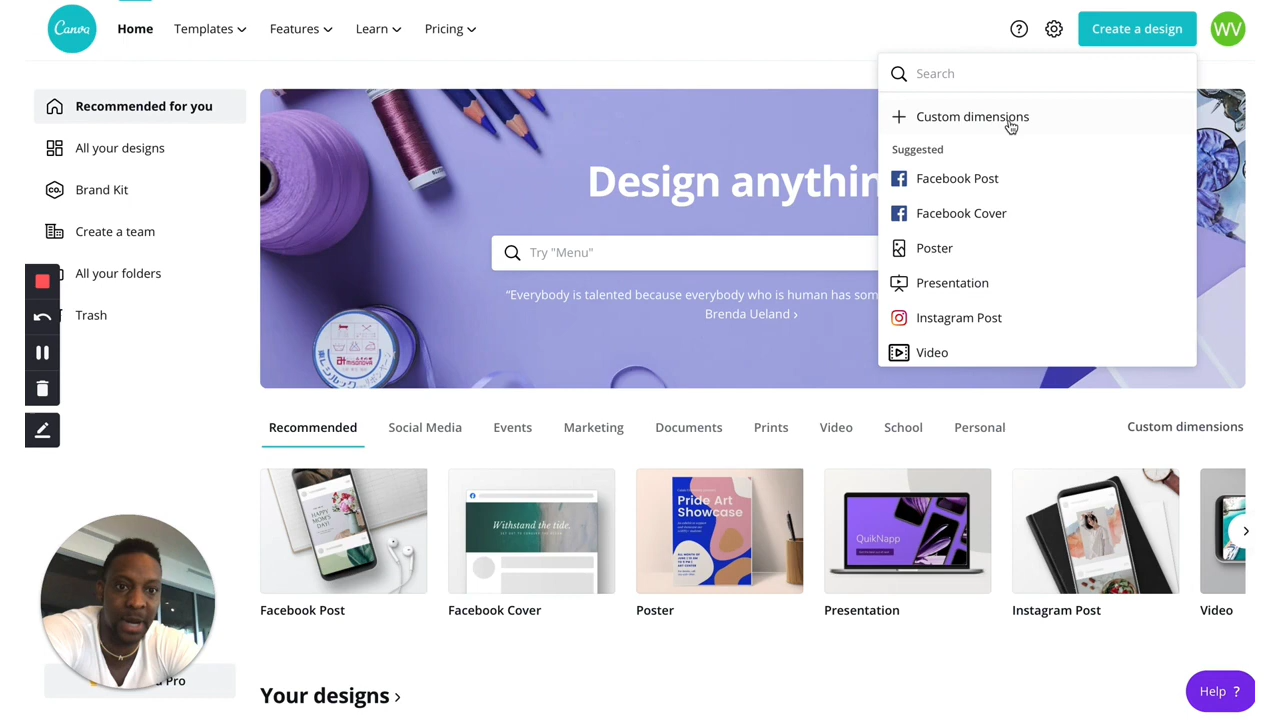 Canva
Home
Templates
Features
Learn
Pricing
?
Create a design
WV
Search
Custom dimensions
Suggested
Facebook Post
Facebook Cover
Poster
Presentation
Instagram Post
Video
Recommended for you
All your designs
Brand Kit
CO.
Create a team
All your folders
Trash
Pro
Design anythin
Try "Menu"
“Everybody is talented because everybody who is human has som
Brenda Ueland ›
Recommended
Social Media
Events
Marketing
Documents
Prints
Video
School
Personal
Custom dimensions
HAPPY
MOM'S
DAY!
Withstand the tide.
Pride Art
Showcase
QuikNapp
Facebook Post
Facebook Cover
Poster
Presentation
Instagram Post
Video
Your designs ›
Help ?